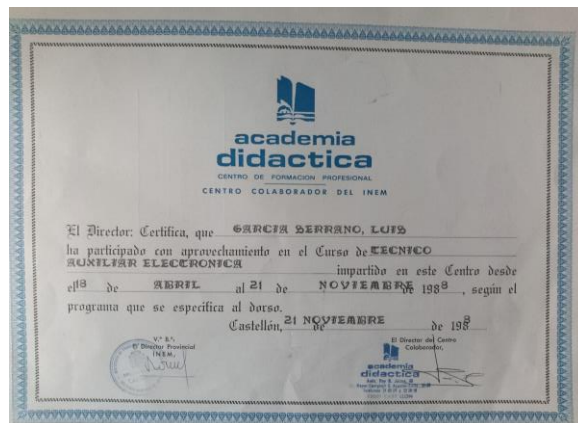 academia
didactica
CENTRO DE FORMACION PROFESIONAL
CENTRO COLABORADOR DEL INEM
El Director: Certifica, que GARCIA SERRANO, LUIS
ha participado con aprovechamiento en el Curso de TECNICO
AUXILIAR ELECTRONICA impartido en este Centro desde
el 18 de ABRIL al 21 de NOVIEMBRE de 1988, según el
programa que se especifica al dorso.
Castellón, 21 de NOVIEMBRE de 1988
V.º B.º:
El Director Provincial
INEM,
El Director del Centro
Colaborador,
academia
didactica